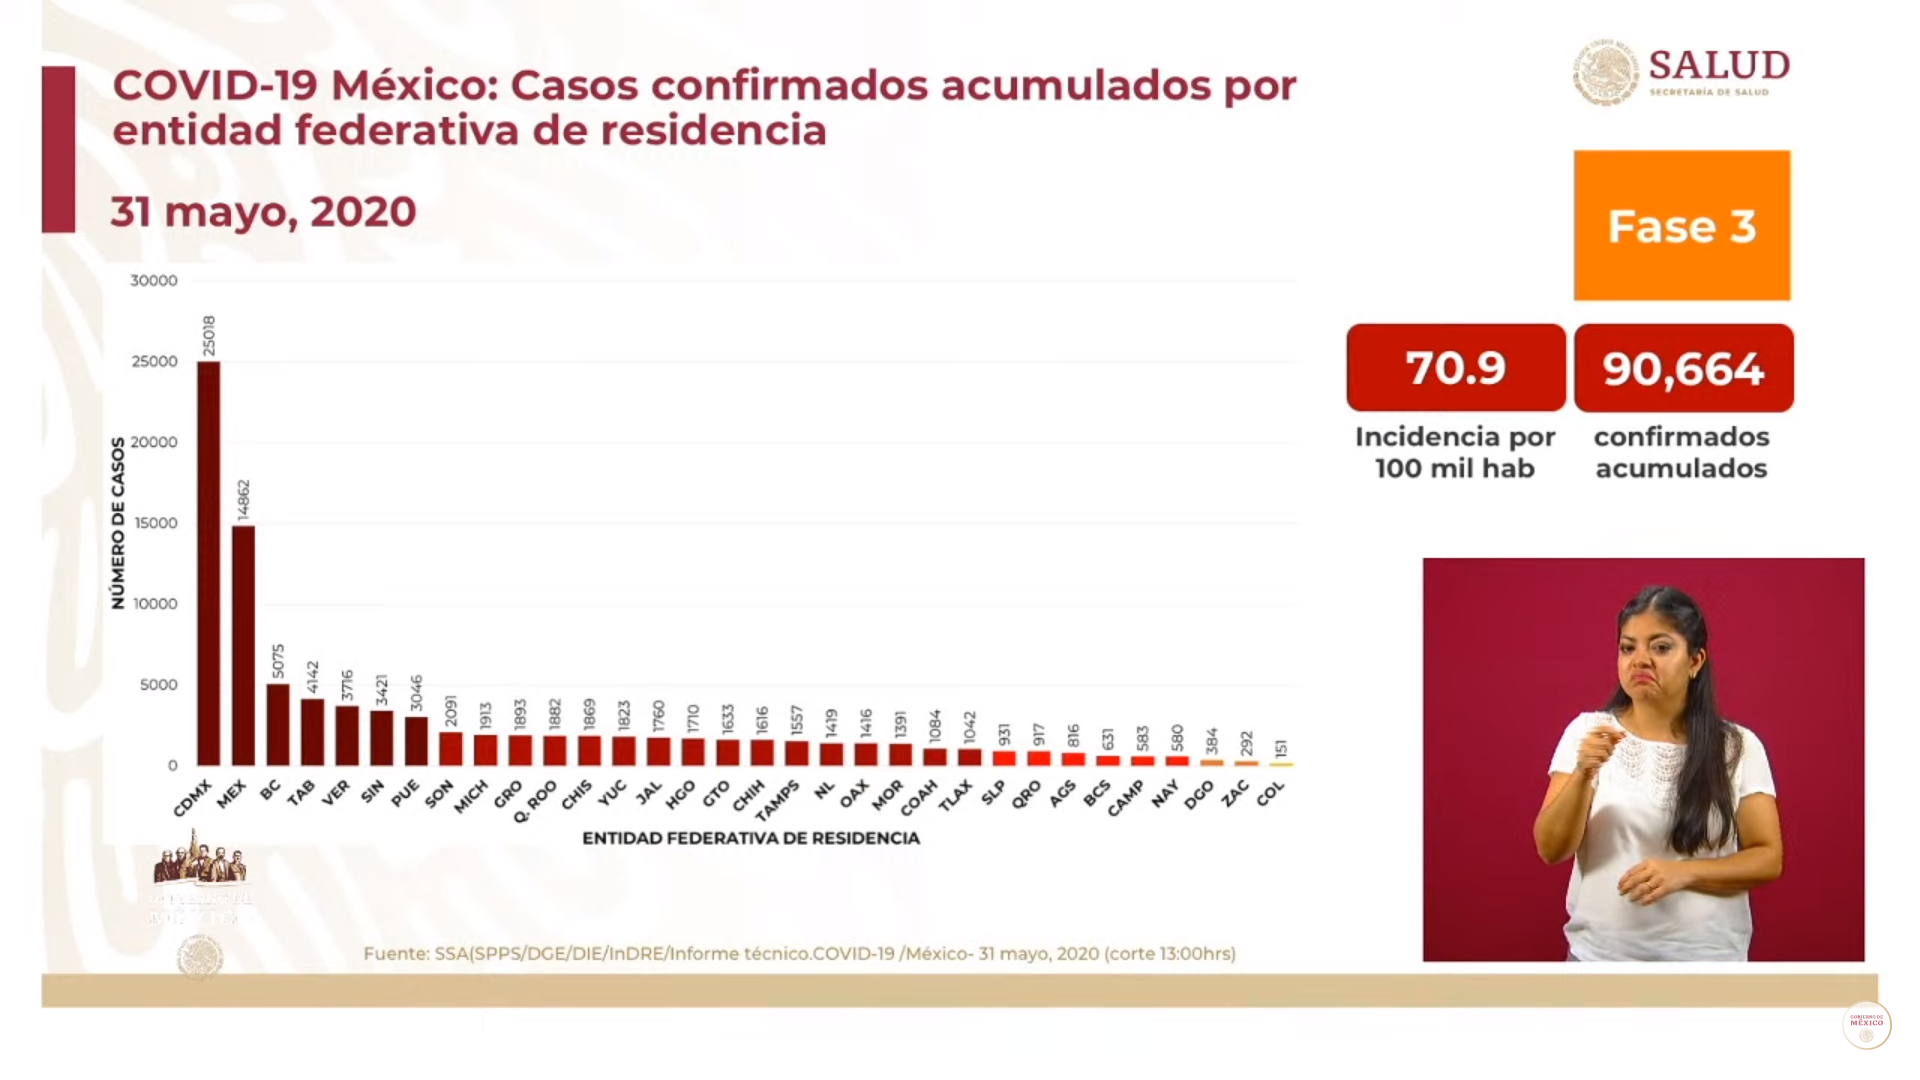 COVID-19 México: Casos confirmados acumulados por
entidad federativa de residencia
31 mayo, 2020
SALUD
SECRETARÍA DE SALUD
Fase 3
70.9
Incidencia por
100 mil hab
90,664
confirmados
acumulados
NÚMERO DE CASOS
30000
25000
20000
15000
10000
5000
0
25018
14862
5075
4142
3716
3421
3046
2091
1913
1893
1882
1869
1823
1760
1710
1633
1616
1557
1419
1416
1391
1084
1042
931
917
816
631
583
580
384
292
151
CDMX
MEX
BC
TAB
VER
SIN
PUE
SON
MICH
GRO
Q. ROO
CHIS
YUC
JAL
HGO
GTO
CHIH
TAMPS
NL
OAX
MOR
COAH
TLAX
SLP
QRO
AGS
BCS
CAMP
NAY
DGO
ZAC
COL
ENTIDAD FEDERATIVA DE RESIDENCIA
Fuente: SSA(SPPS/DGE/DIE/InDRE/Informe técnico.COVID-19 /México- 31 mayo, 2020 (corte 13:00hrs)
GOBIERNO DE
MÉXICO